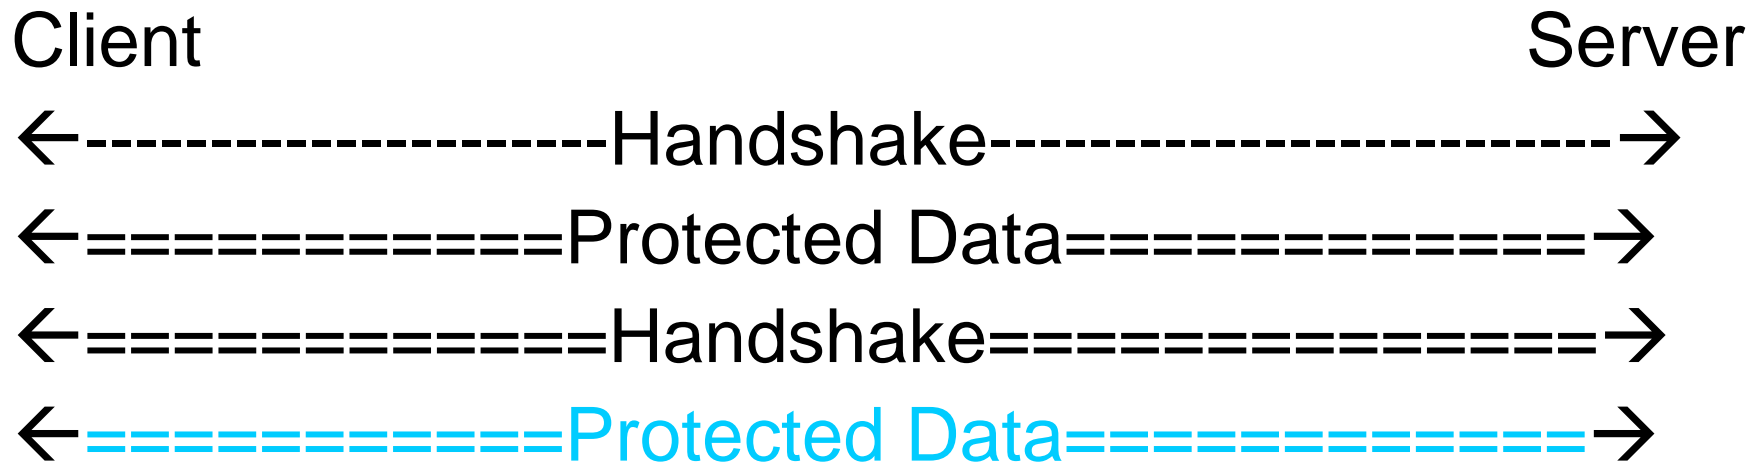 Client Server
←---------------------Handshake-------------------------→
←===========Protected Data============→
←============Handshake==============→
←===========Protected Data============→